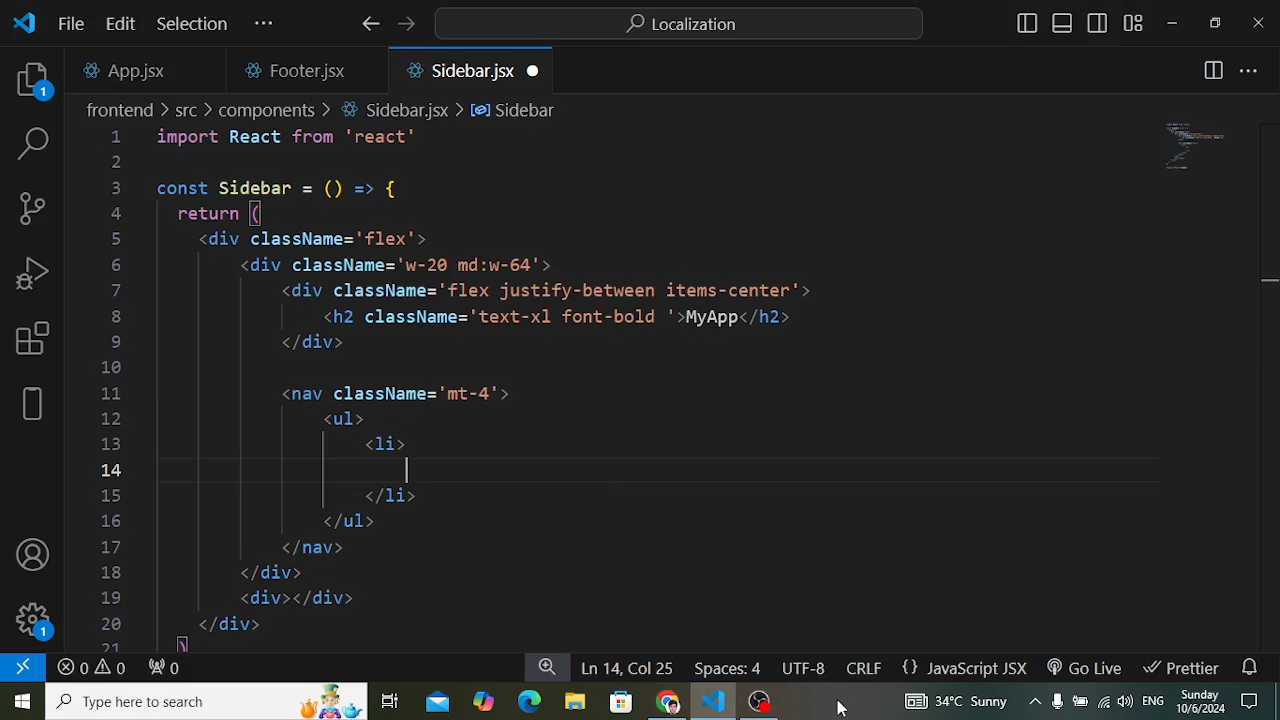 File Edit Selection ··· Localization
App.jsx Footer.jsx Sidebar.jsx
1
frontend > src > components > Sidebar.jsx > Sidebar
1 import React from 'react'
2
3 const Sidebar = () => {
4 return (
5 <div className='flex'>
6 <div className='w-20 md:w-64'>
7 <div className='flex justify-between items-center'>
8 <h2 className='text-xl font-bold '>MyApp</h2>
9 </div>
10
11 <nav className='mt-4'>
12 <ul>
13 <li>
14
15 </li>
16 </ul>
17 </nav>
18 </div>
19 <div></div>
20 </div>
21 )
1
0 0 0 Ln 14, Col 25 Spaces: 4 UTF-8 CRLF {} JavaScript JSX Go Live Prettier
Type here to search 34°C Sunny ENG Sunday
10/6/2024